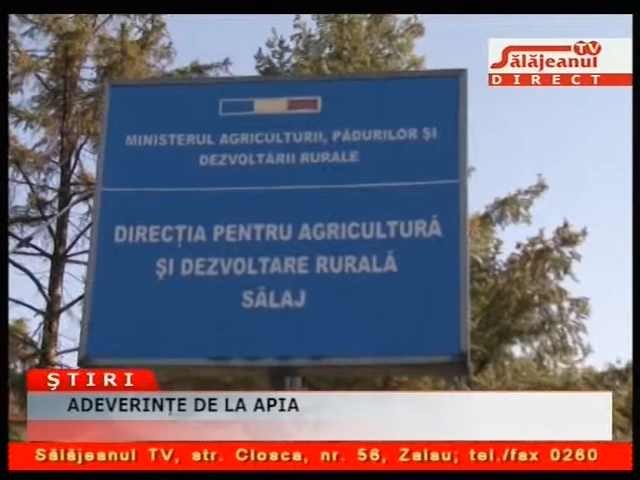 Sălăjeanul TV
DIRECT
MINISTERUL AGRICULTURII, PĂDURILOR ŞI
DEZVOLTĂRII RURALE
DIRECŢIA PENTRU AGRICULTURĂ
ŞI DEZVOLTARE RURALĂ
SĂLAJ
ŞTIRI
ADEVERINȚE DE LA APIA
Sălăjeanul TV, str. Closca, nr. 56, Zalau; tel./fax 0260